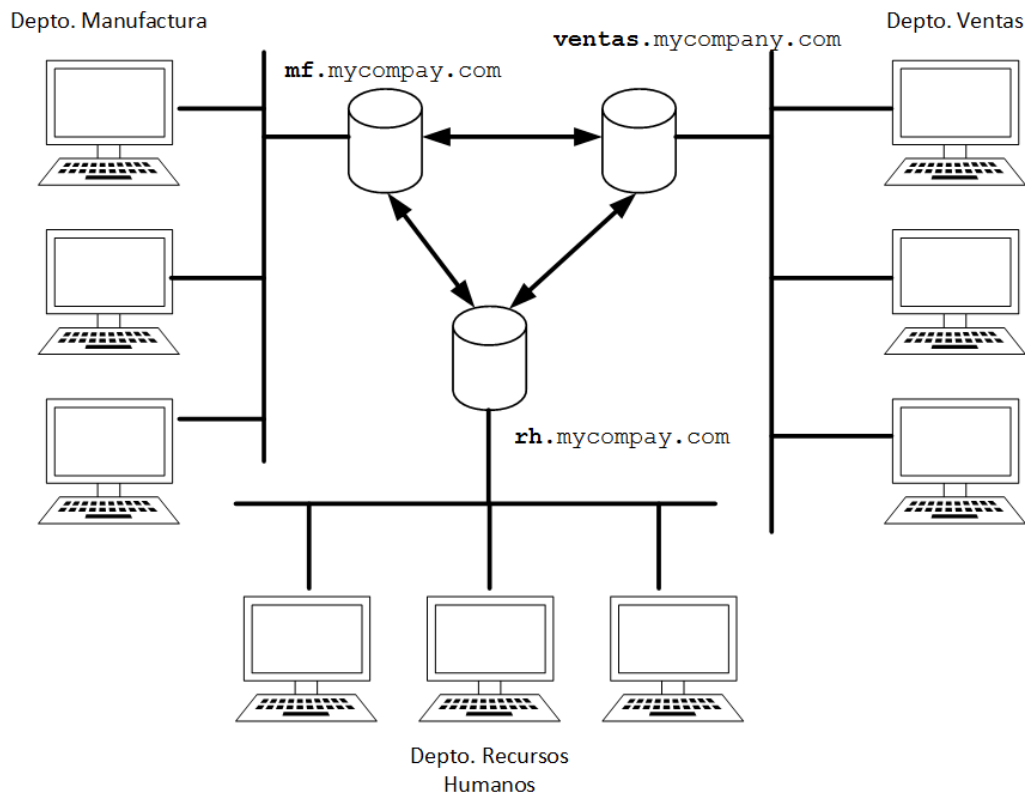 Depto. Manufactura
Depto. Ventas
ventas.mycompany.com
mf.mycompay.com
rh.mycompay.com
Depto. Recursos
Humanos